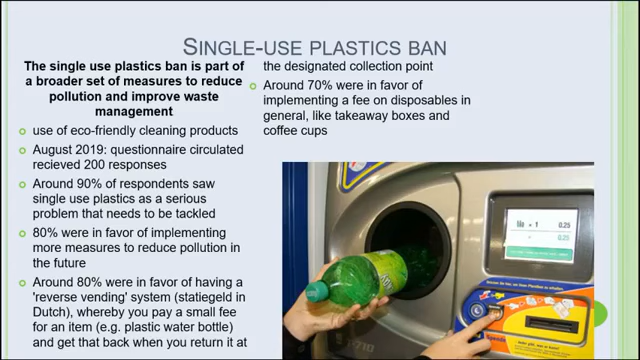 SINGLE-USE PLASTICS BAN
The single use plastics ban is part of
a broader set of measures to reduce
pollution and improve waste
management
use of eco-friendly cleaning products
August 2019: questionnaire circulated
recieved 200 responses
Around 90% of respondents saw
single use plastics as a serious
problem that needs to be tackled
80% were in favor of implementing
more measures to reduce pollution in
the future
Around 80% were in favor of having a
'reverse vending' system (statiegeld in
Dutch), whereby you pay a small fee
for an item (e.g. plastic water bottle)
and get that back when you return it at
the designated collection point
Around 70% were in favor of
implementing a fee on disposables in
general, like takeaway boxes and
coffee cups
1 0.25
0.25